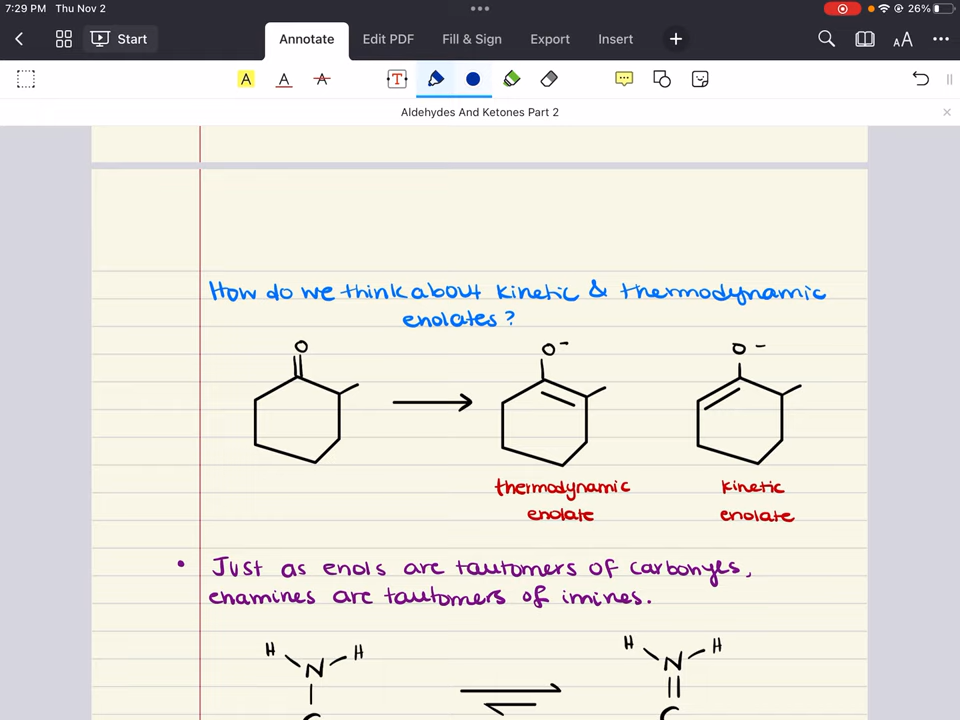 7:29 PM Thu Nov 2
26%
Start
Annotate
Edit PDF
Fill & Sign
Export
Insert
AA
A
A
A
T
Aldehydes And Ketones Part 2
How do we think about kinetic & thermodynamic
enolates?
O
O-
O-
thermodynamic
enolate
kinetic
enolate
• Just as enols are tautomers of carbonyls,
enamines are tautomers of imines.
H
N
H
C
H
N
H
C